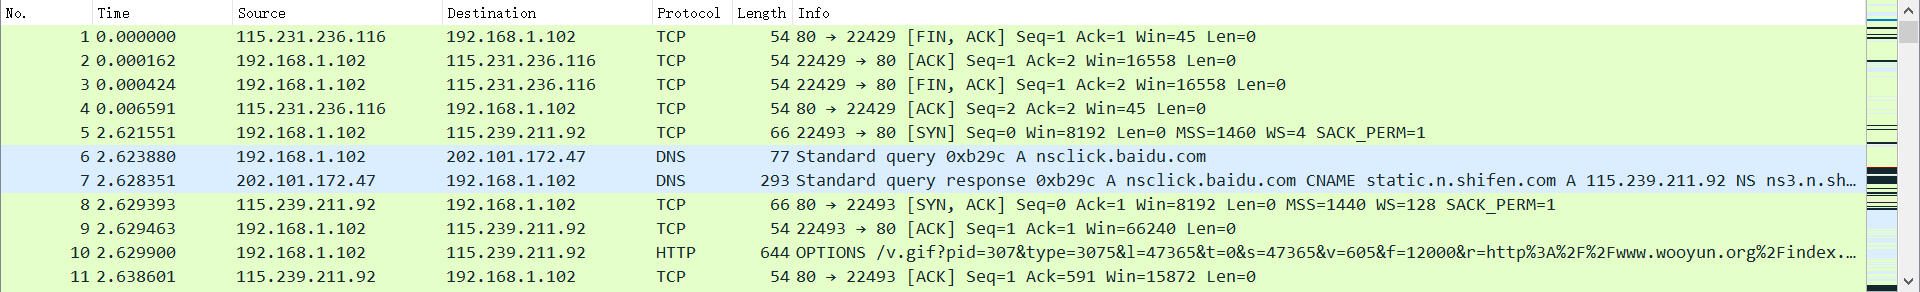 No. Time Source Destination Protocol Length Info
1 0.000000 115.231.236.116 192.168.1.102 TCP 54 80 → 22429 [FIN, ACK] Seq=1 Ack=1 Win=45 Len=0
2 0.000162 192.168.1.102 115.231.236.116 TCP 54 22429 → 80 [ACK] Seq=1 Ack=2 Win=16558 Len=0
3 0.000424 192.168.1.102 115.231.236.116 TCP 54 22429 → 80 [FIN, ACK] Seq=1 Ack=2 Win=16558 Len=0
4 0.006591 115.231.236.116 192.168.1.102 TCP 54 80 → 22429 [ACK] Seq=2 Ack=2 Win=45 Len=0
5 2.621551 192.168.1.102 115.239.211.92 TCP 66 22493 → 80 [SYN] Seq=0 Win=8192 Len=0 MSS=1460 WS=4 SACK_PERM=1
6 2.623880 192.168.1.102 202.101.172.47 DNS 77 Standard query 0xb29c A nsclick.baidu.com
7 2.628351 202.101.172.47 192.168.1.102 DNS 293 Standard query response 0xb29c A nsclick.baidu.com CNAME static.n.shifen.com A 115.239.211.92 NS ns3.n.sh…
8 2.629393 115.239.211.92 192.168.1.102 TCP 66 80 → 22493 [SYN, ACK] Seq=0 Ack=1 Win=8192 Len=0 MSS=1440 WS=128 SACK_PERM=1
9 2.629463 192.168.1.102 115.239.211.92 TCP 54 22493 → 80 [ACK] Seq=1 Ack=1 Win=66240 Len=0
10 2.629900 192.168.1.102 115.239.211.92 HTTP 644 OPTIONS /v.gif?pid=307&type=3075&l=47365&t=0&s=47365&v=605&f=12000&r=http%3A%2F%2Fwww.wooyun.org%2Findex.…
11 2.638601 115.239.211.92 192.168.1.102 TCP 54 80 → 22493 [ACK] Seq=1 Ack=591 Win=15872 Len=0